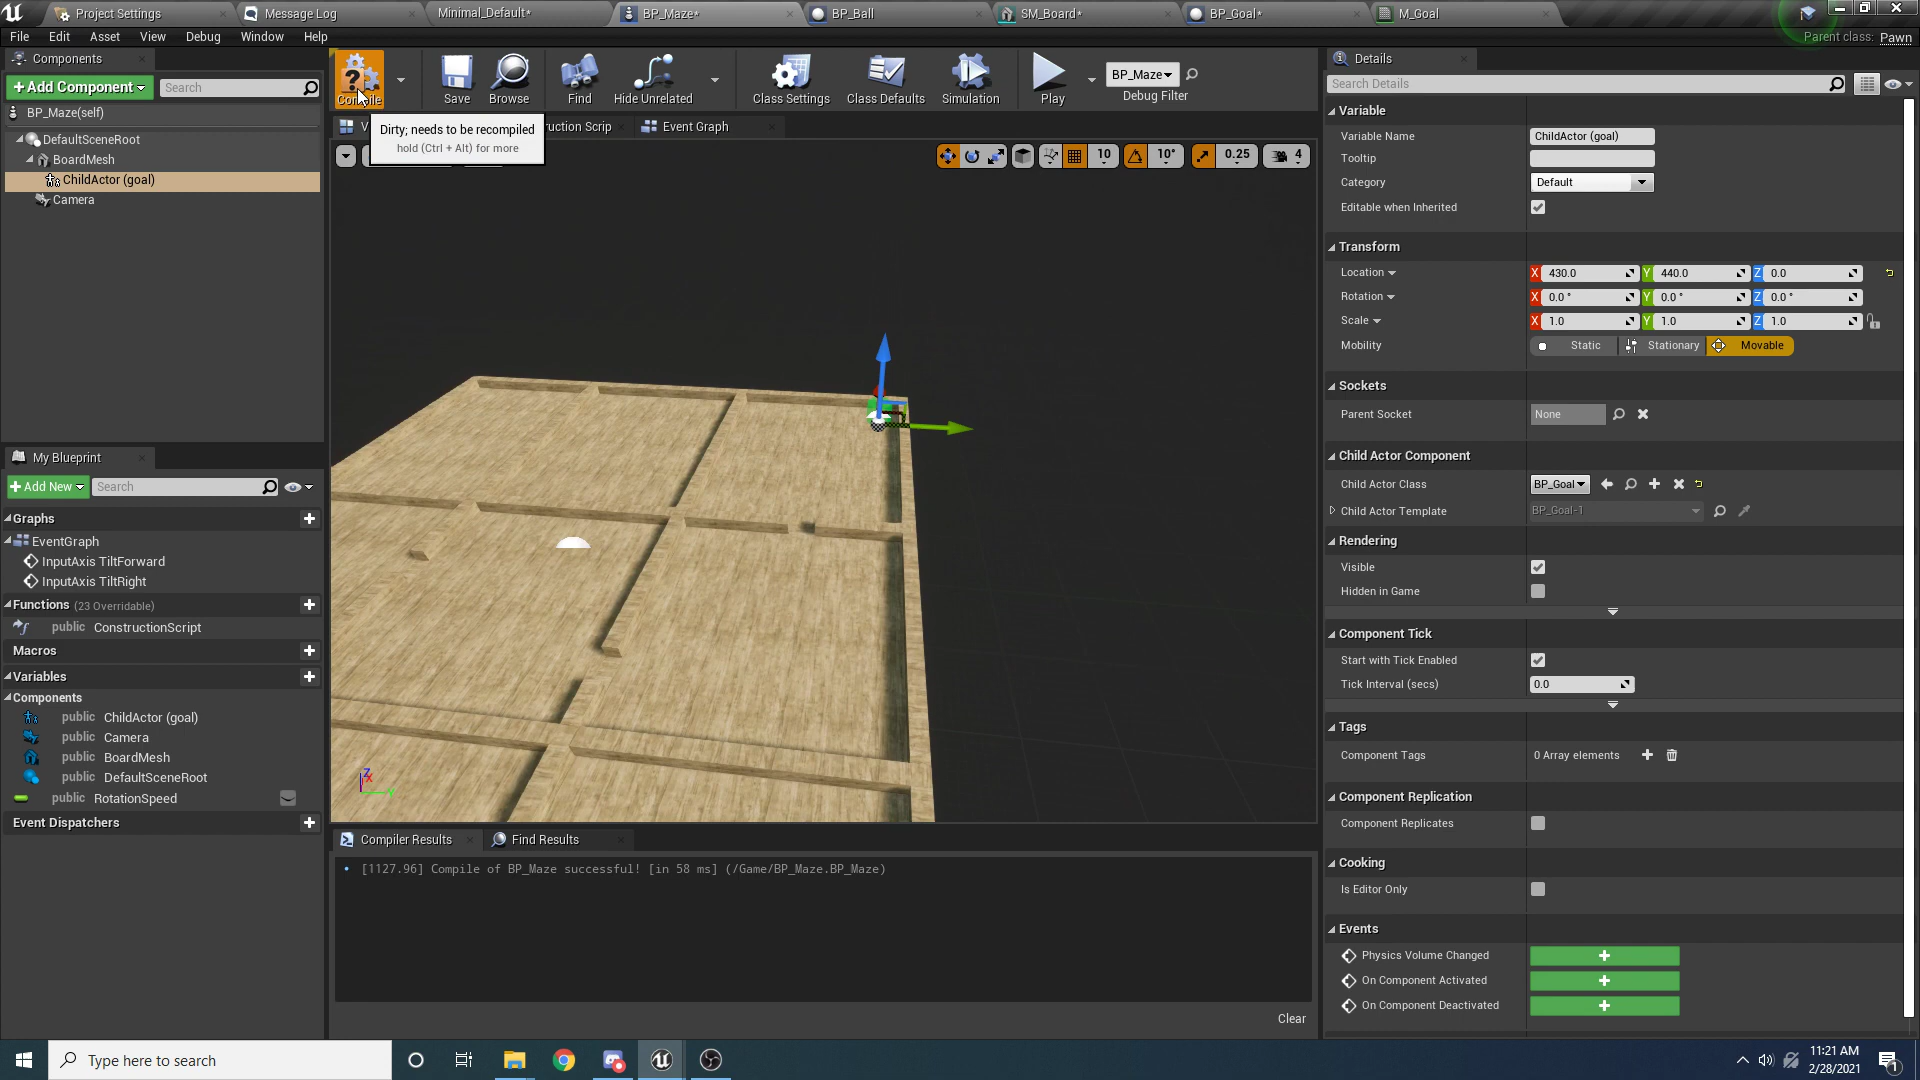 Project Settings
Message Log
Minimal_Default*
BP_Maze*
BP_Ball
SM_Board*
BP_Goal*
M_Goal
File Edit Asset View Debug Window Help
Parent class: Pawn
Components
+ Add Component
Search
BP_Maze(self)
DefaultSceneRoot
BoardMesh
ChildActor (goal)
Camera
Compile
Save
Browse
Find
Hide Unrelated
Class Settings
Class Defaults
Simulation
Play
BP_Maze
Debug Filter
V
Dirty; needs to be recompiled
hold (Ctrl + Alt) for more
uction Scrip
Event Graph
10
10°
0.25
4
Z
X
Y
My Blueprint
+ Add New
Search
Graphs
EventGraph
InputAxis TiltForward
InputAxis TiltRight
Functions (23 Overridable)
public ConstructionScript
Macros
Variables
Components
public ChildActor (goal)
public Camera
public BoardMesh
public DefaultSceneRoot
public RotationSpeed
Event Dispatchers
Compiler Results
Find Results
[1127.96] Compile of BP_Maze successful! [in 58 ms] (/Game/BP_Maze.BP_Maze)
Clear
Details
Search Details
Variable
Variable Name ChildActor (goal)
Tooltip
Category Default
Editable when Inherited
Transform
Location X 430.0 Y 440.0 Z 0.0
Rotation X 0.0 ° Y 0.0 ° Z 0.0 °
Scale X 1.0 Y 1.0 Z 1.0
Mobility Static Stationary Movable
Sockets
Parent Socket None
Child Actor Component
Child Actor Class BP_Goal
Child Actor Template BP_Goal-1
Rendering
Visible
Hidden in Game
Component Tick
Start with Tick Enabled
Tick Interval (secs) 0.0
Tags
Component Tags 0 Array elements
Component Replication
Component Replicates
Cooking
Is Editor Only
Events
Physics Volume Changed
On Component Activated
On Component Deactivated
Type here to search
11:21 AM
2/28/2021
1